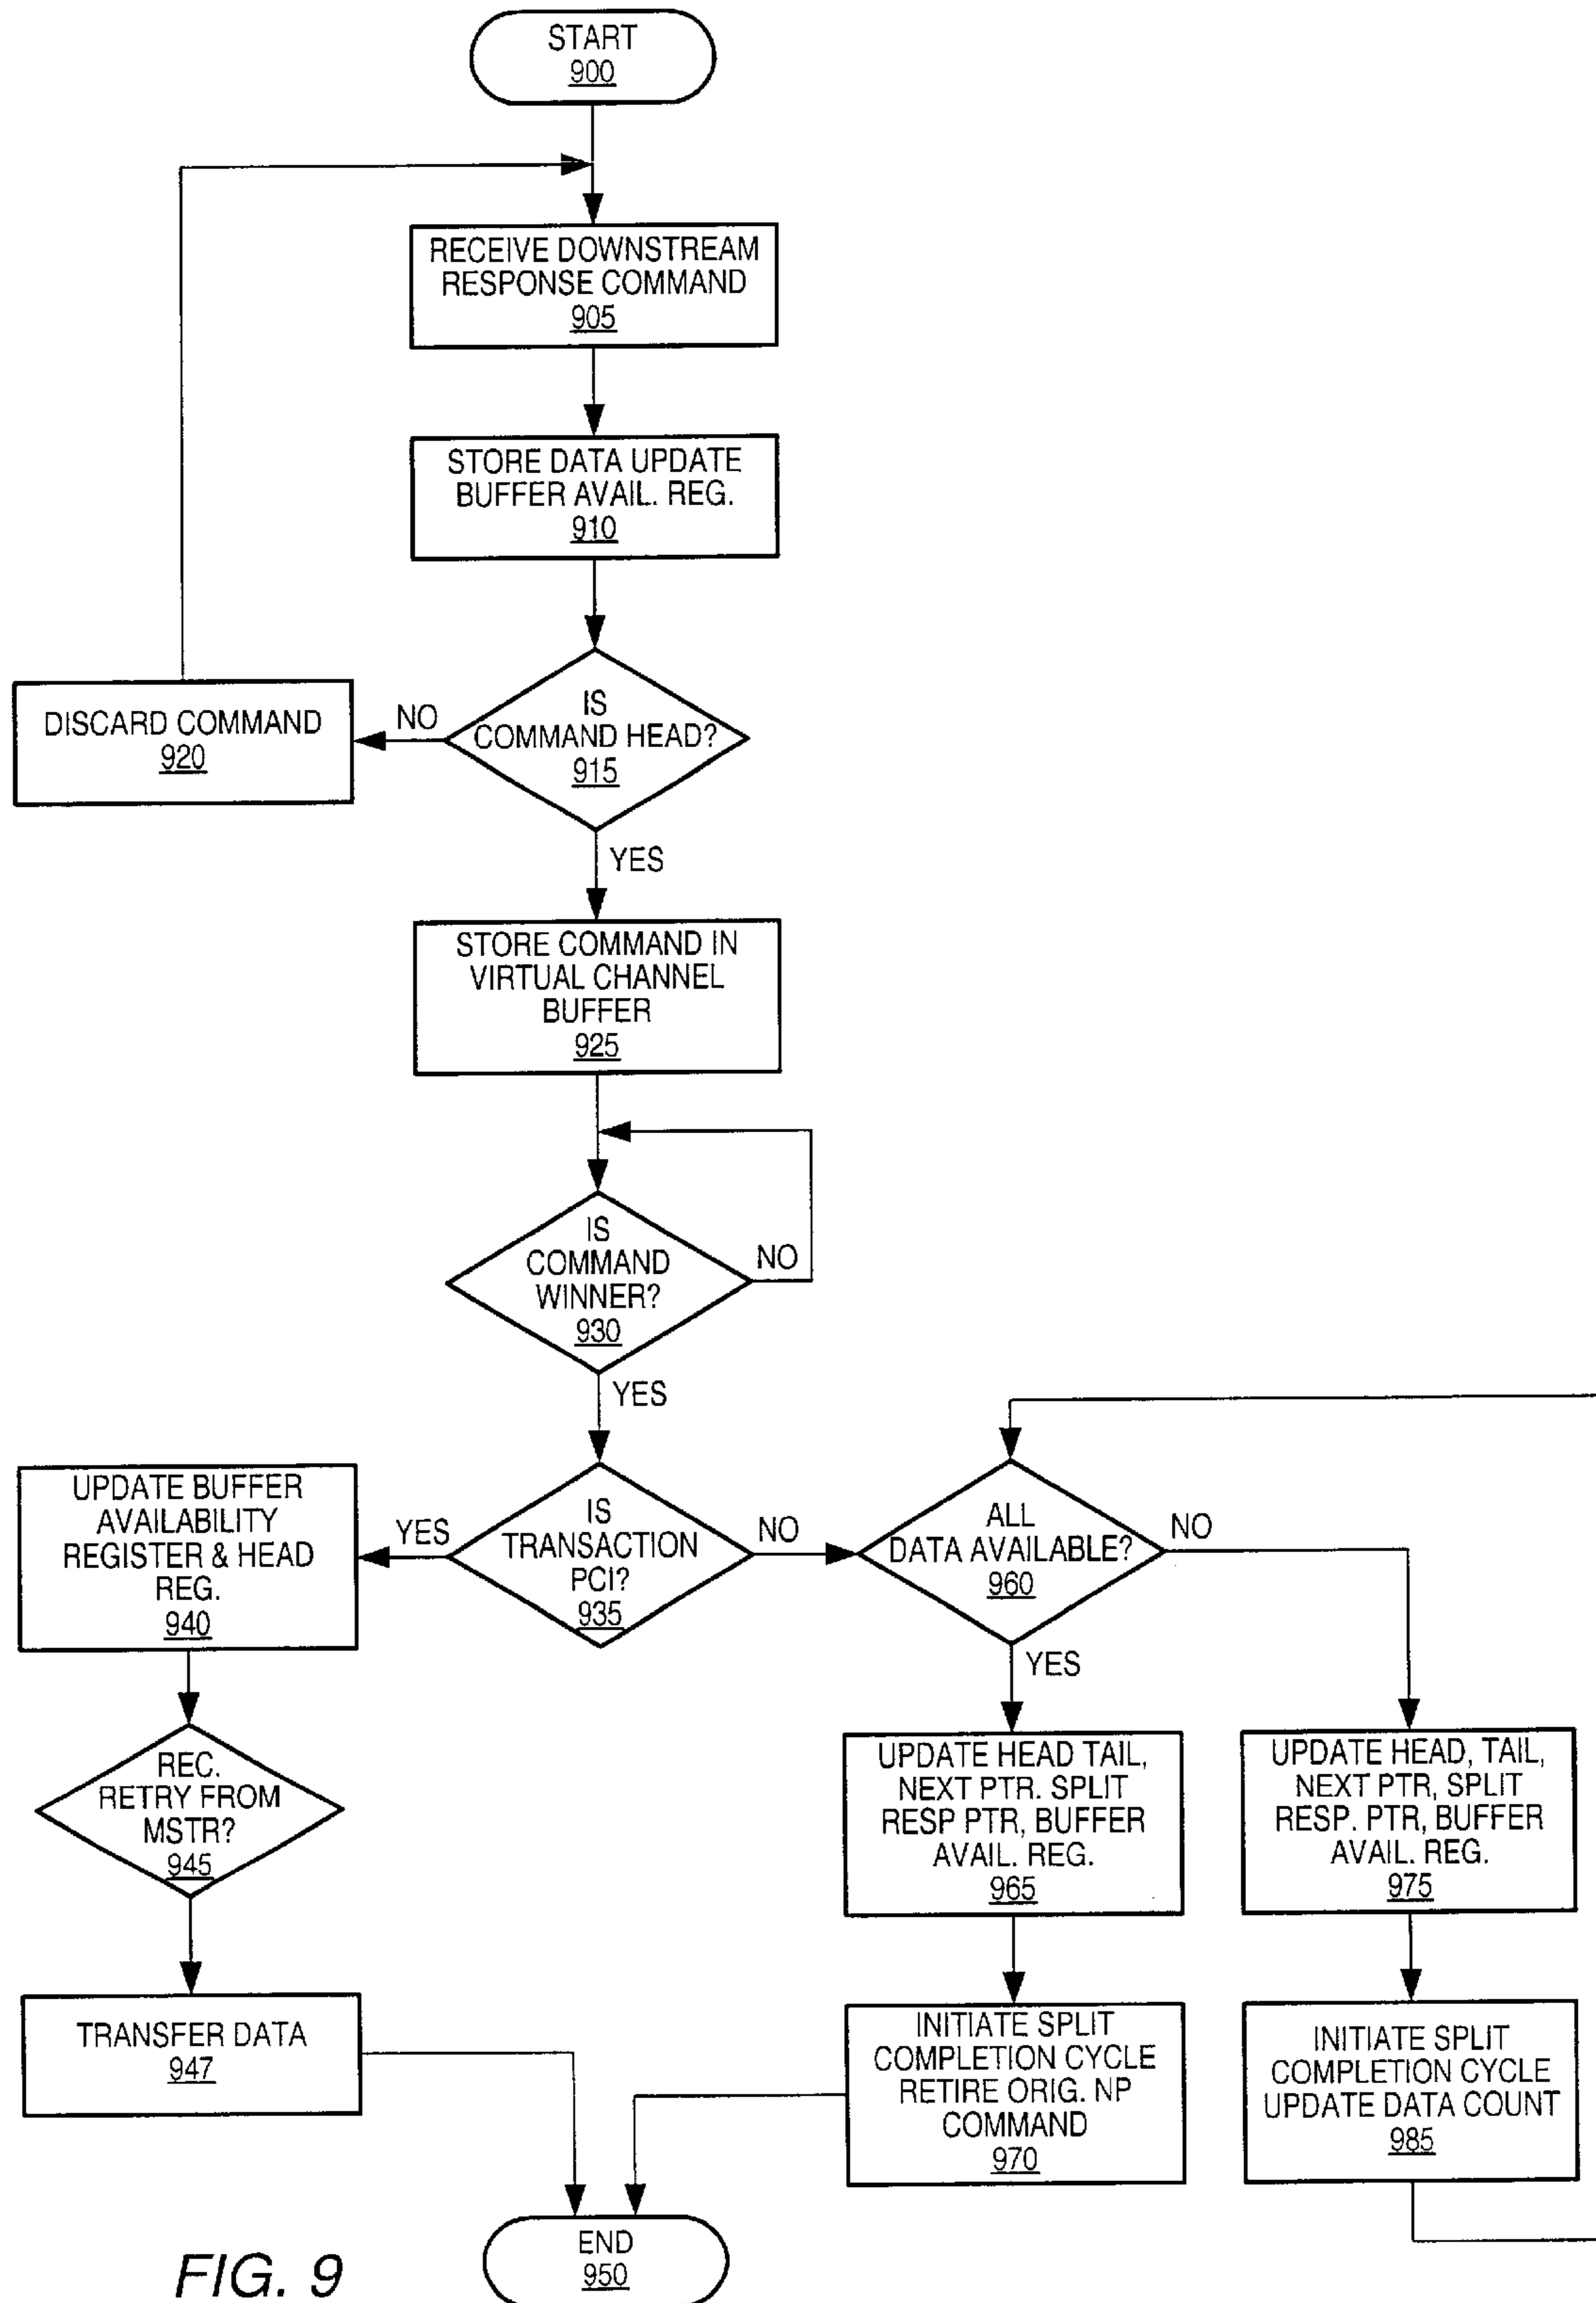 START
900
RECEIVE DOWNSTREAM
RESPONSE COMMAND
905
STORE DATA UPDATE
BUFFER AVAIL. REG.
910
IS
COMMAND HEAD?
915
NO
DISCARD COMMAND
920
YES
STORE COMMAND IN
VIRTUAL CHANNEL
BUFFER
925
IS
COMMAND
WINNER?
930
NO
YES
IS
TRANSACTION
PCI?
935
YES
NO
UPDATE BUFFER
AVAILABILITY
REGISTER & HEAD
REG.
940
REC.
RETRY FROM
MSTR?
945
TRANSFER DATA
947
ALL
DATA AVAILABLE?
960
NO
YES
UPDATE HEAD TAIL,
NEXT PTR. SPLIT
RESP PTR, BUFFER
AVAIL. REG.
965
INITIATE SPLIT
COMPLETION CYCLE
RETIRE ORIG. NP
COMMAND
970
UPDATE HEAD, TAIL,
NEXT PTR, SPLIT
RESP. PTR, BUFFER
AVAIL. REG.
975
INITIATE SPLIT
COMPLETION CYCLE
UPDATE DATA COUNT
985
END
950
FIG. 9